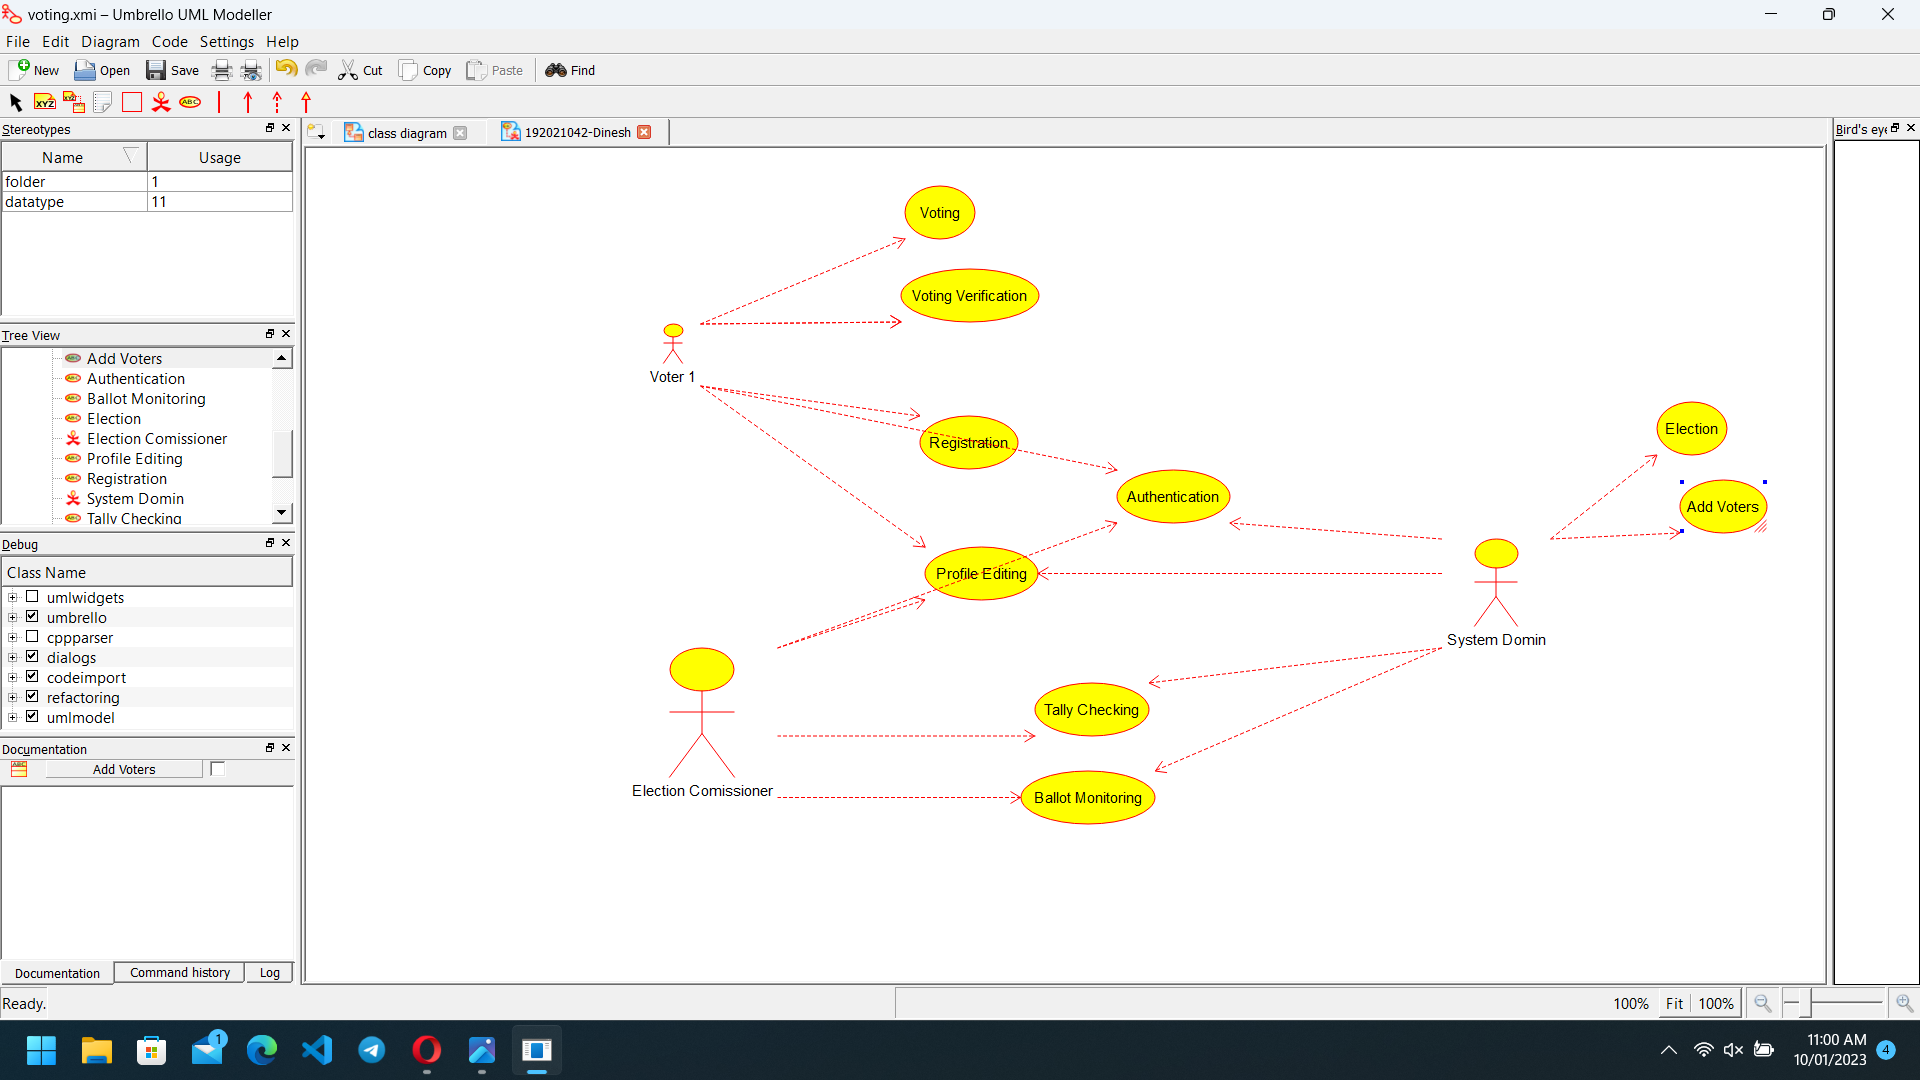 voting.xmi – Umbrello UML Modeller
File Edit Diagram Code Settings Help
New Open Save Cut Copy Paste Find
XYZ XYZ ABC
Stereotypes
Name Usage
folder 1
datatype 11
Tree View
Add Voters
Authentication
Ballot Monitoring
Election
Election Comissioner
Profile Editing
Registration
System Domin
Tally Checking
Debug
Class Name
umlwidgets
umbrello
cppparser
dialogs
codeimport
refactoring
umlmodel
Documentation
Add Voters
Documentation Command history Log
class diagram 192021042-Dinesh
Voting
Voting Verification
Voter 1
Registration
Authentication
Election
Add Voters
Profile Editing
System Domin
Tally Checking
Election Comissioner
Ballot Monitoring
Bird's eye
Ready.
100% Fit 100%
1
11:00 AM
10/01/2023
4